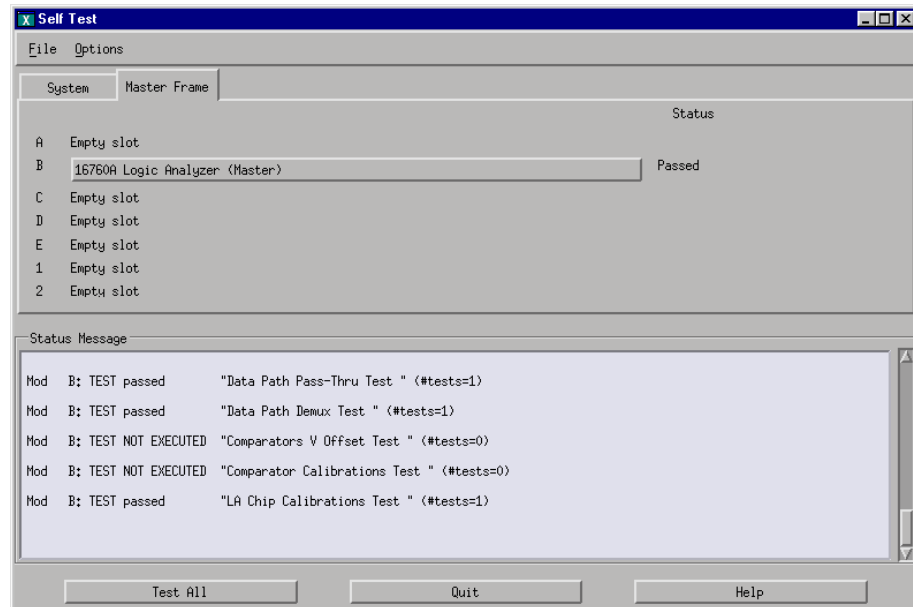 X Self Test
File Options
System Master Frame
Status
A Empty slot
B 16760A Logic Analyzer (Master) Passed
C Empty slot
D Empty slot
E Empty slot
1 Empty slot
2 Empty slot
Status Message
Mod B: TEST passed "Data Path Pass-Thru Test " (#tests=1)
Mod B: TEST passed "Data Path Demux Test " (#tests=1)
Mod B: TEST NOT EXECUTED "Comparators V Offset Test " (#tests=0)
Mod B: TEST NOT EXECUTED "Comparator Calibrations Test " (#tests=0)
Mod B: TEST passed "LA Chip Calibrations Test " (#tests=1)
Test All Quit Help